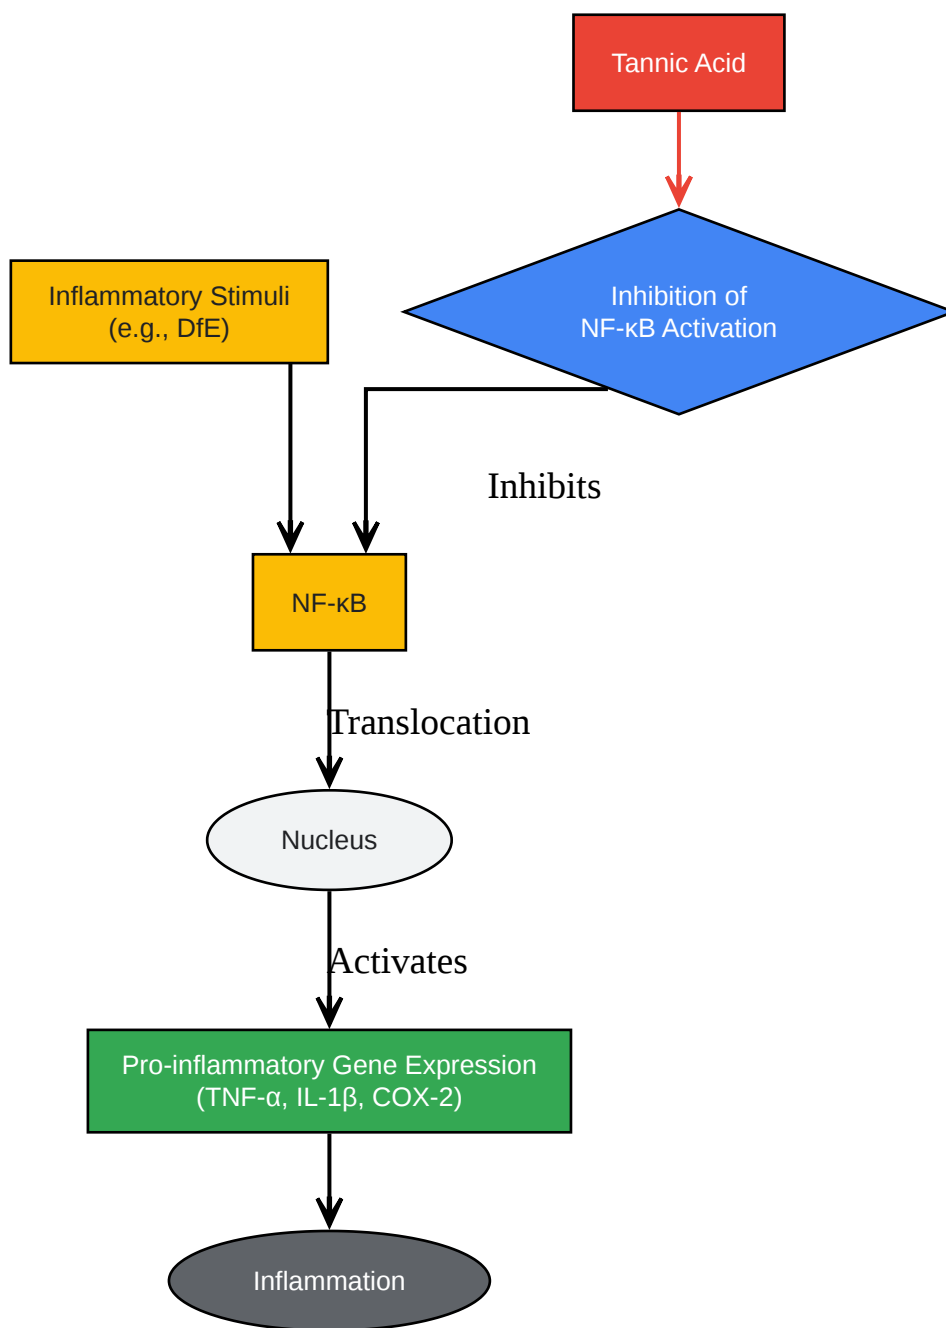 Tannic Acid
Inflammatory Stimuli
(e.g., DfE)
Inhibition of
NF-κB Activation
Inhibits
NF-κB
Translocation
Nucleus
Activates
Pro-inflammatory Gene Expression
(TNF-α, IL-1β, COX-2)
Inflammation